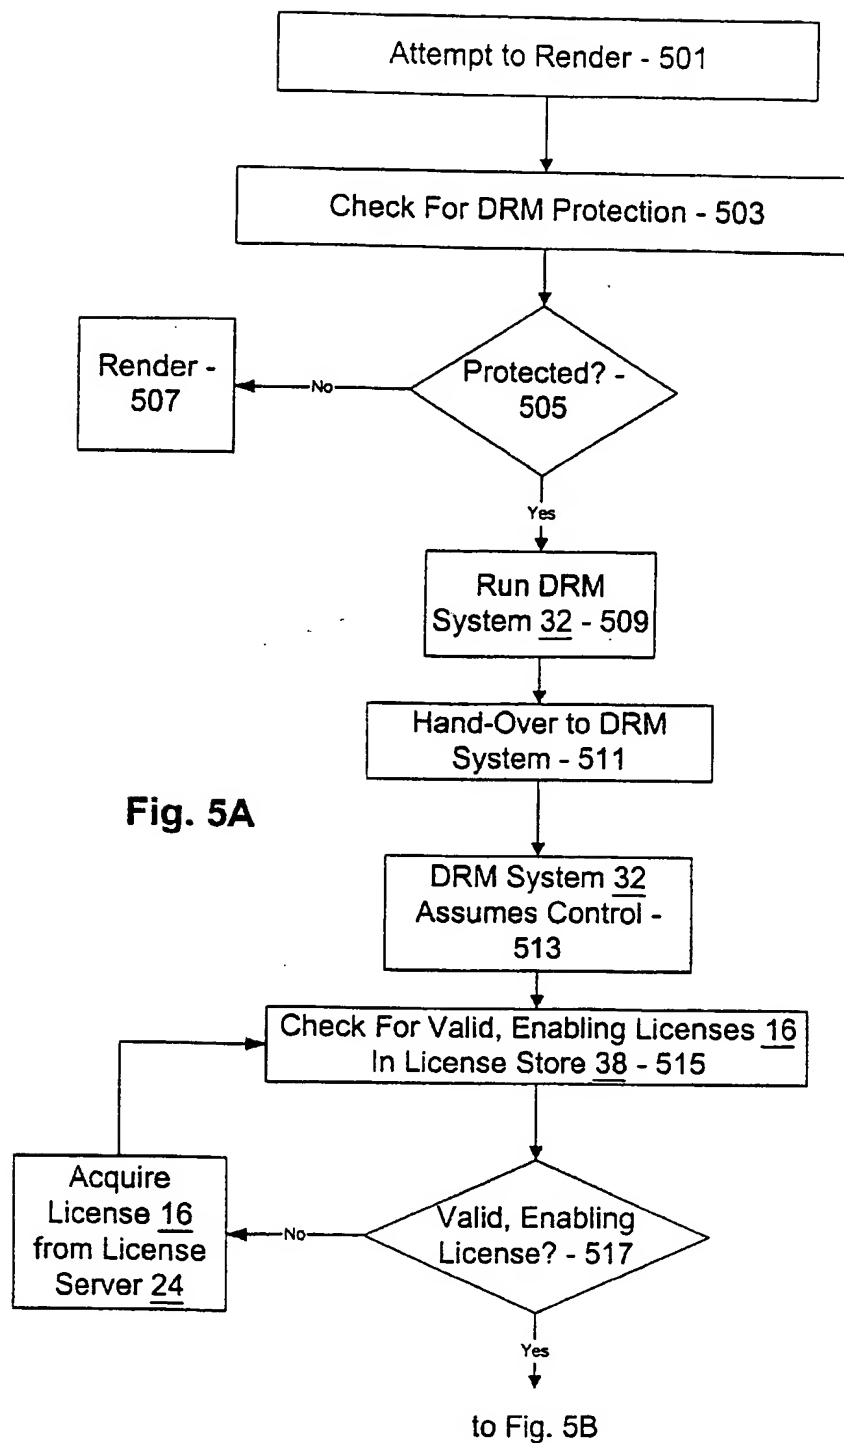 Attempt to Render - 501
Check For DRM Protection - 503
Render -
507
No
Protected? -
505
Yes
Run DRM
System 32 - 509
Hand-Over to DRM
System - 511
Fig. 5A
DRM System 32
Assumes Control -
513
Check For Valid, Enabling Licenses 16
In License Store 38 - 515
Acquire
License 16
from License
Server 24
No
Valid, Enabling
License? - 517
Yes
to Fig. 5B